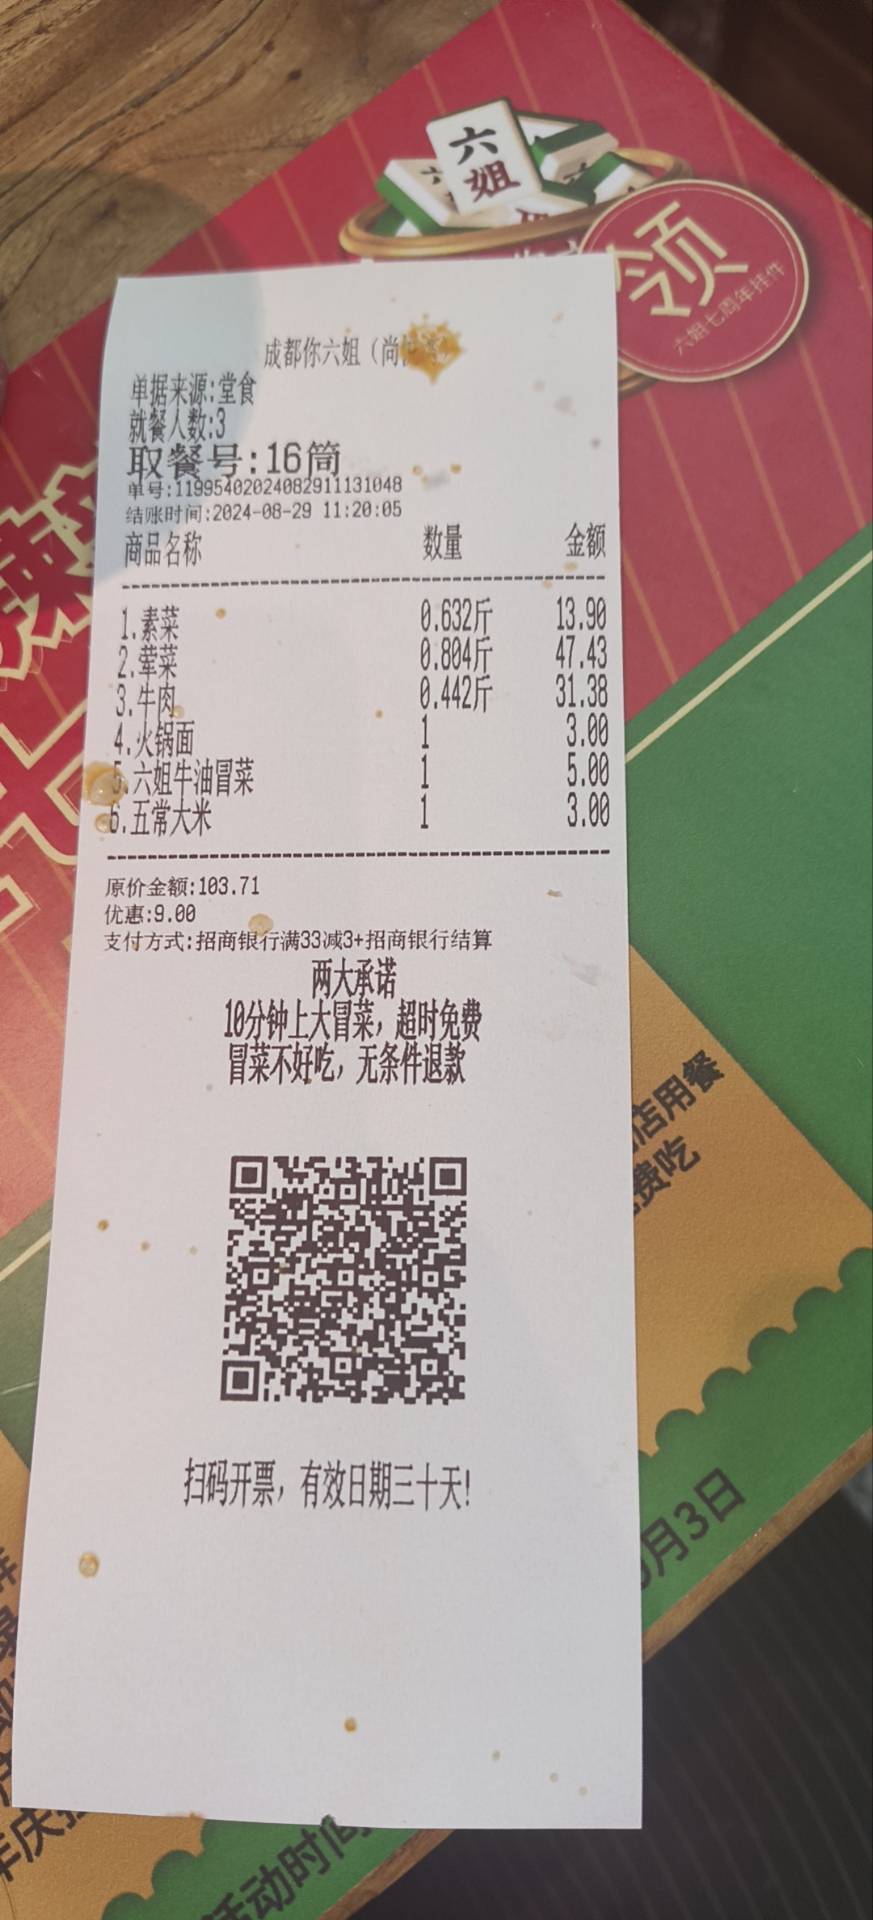 六
姐
领
六姐七周年挂件
成都你六姐（尚
单据来源:堂食
就餐人数:3
取餐号:16筒
单号:11995402024082911131048
结账时间:2024-08-29 11:20:05
商品名称 数量 金额
1.素菜 0.632斤 13.90
2.荤菜 0.804斤 47.43
3.牛肉 0.442斤 31.38
4.火锅面 1 3.00
5.六姐牛油冒菜 1 5.00
6.五常大米 1 3.00
原价金额:103.71
优惠:9.00
支付方式:招商银行满33减3+招商银行结算
两大承诺
10分钟上大冒菜，超时免费
冒菜不好吃，无条件退款
扫码开票，有效日期三十天!
店用餐
费吃
月3日
活动时间